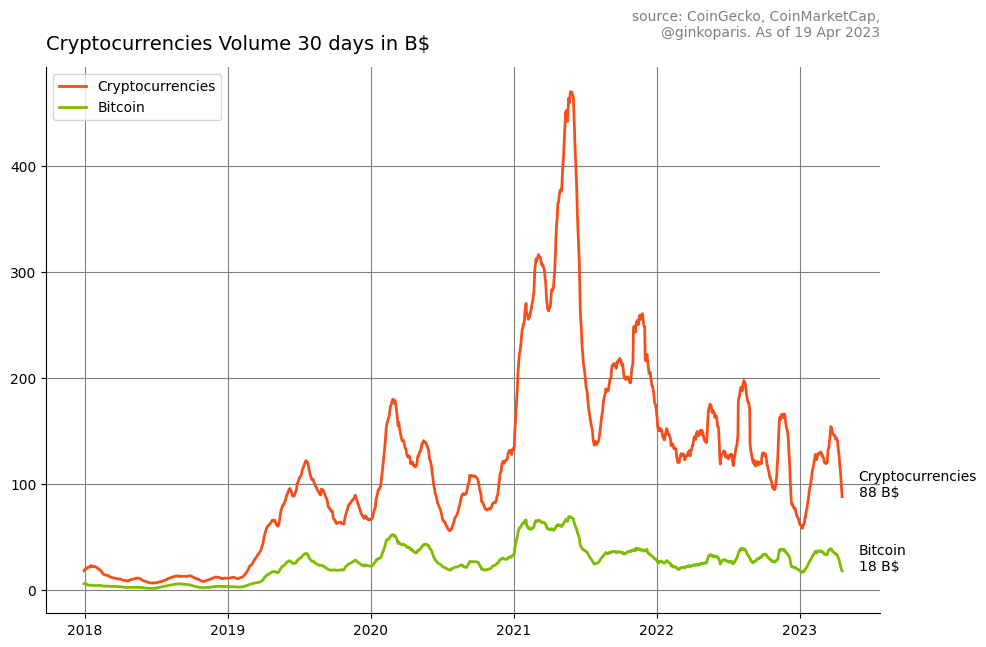 source: CoinGecko, CoinMarketCap,
@ginkoparis. As of 19 Apr 2023
Cryptocurrencies Volume 30 days in B$
Cryptocurrencies
Bitcoin
400
300
200
100
0
Cryptocurrencies
88 B$
Bitcoin
18 B$
2018
2019
2020
2021
2022
2023